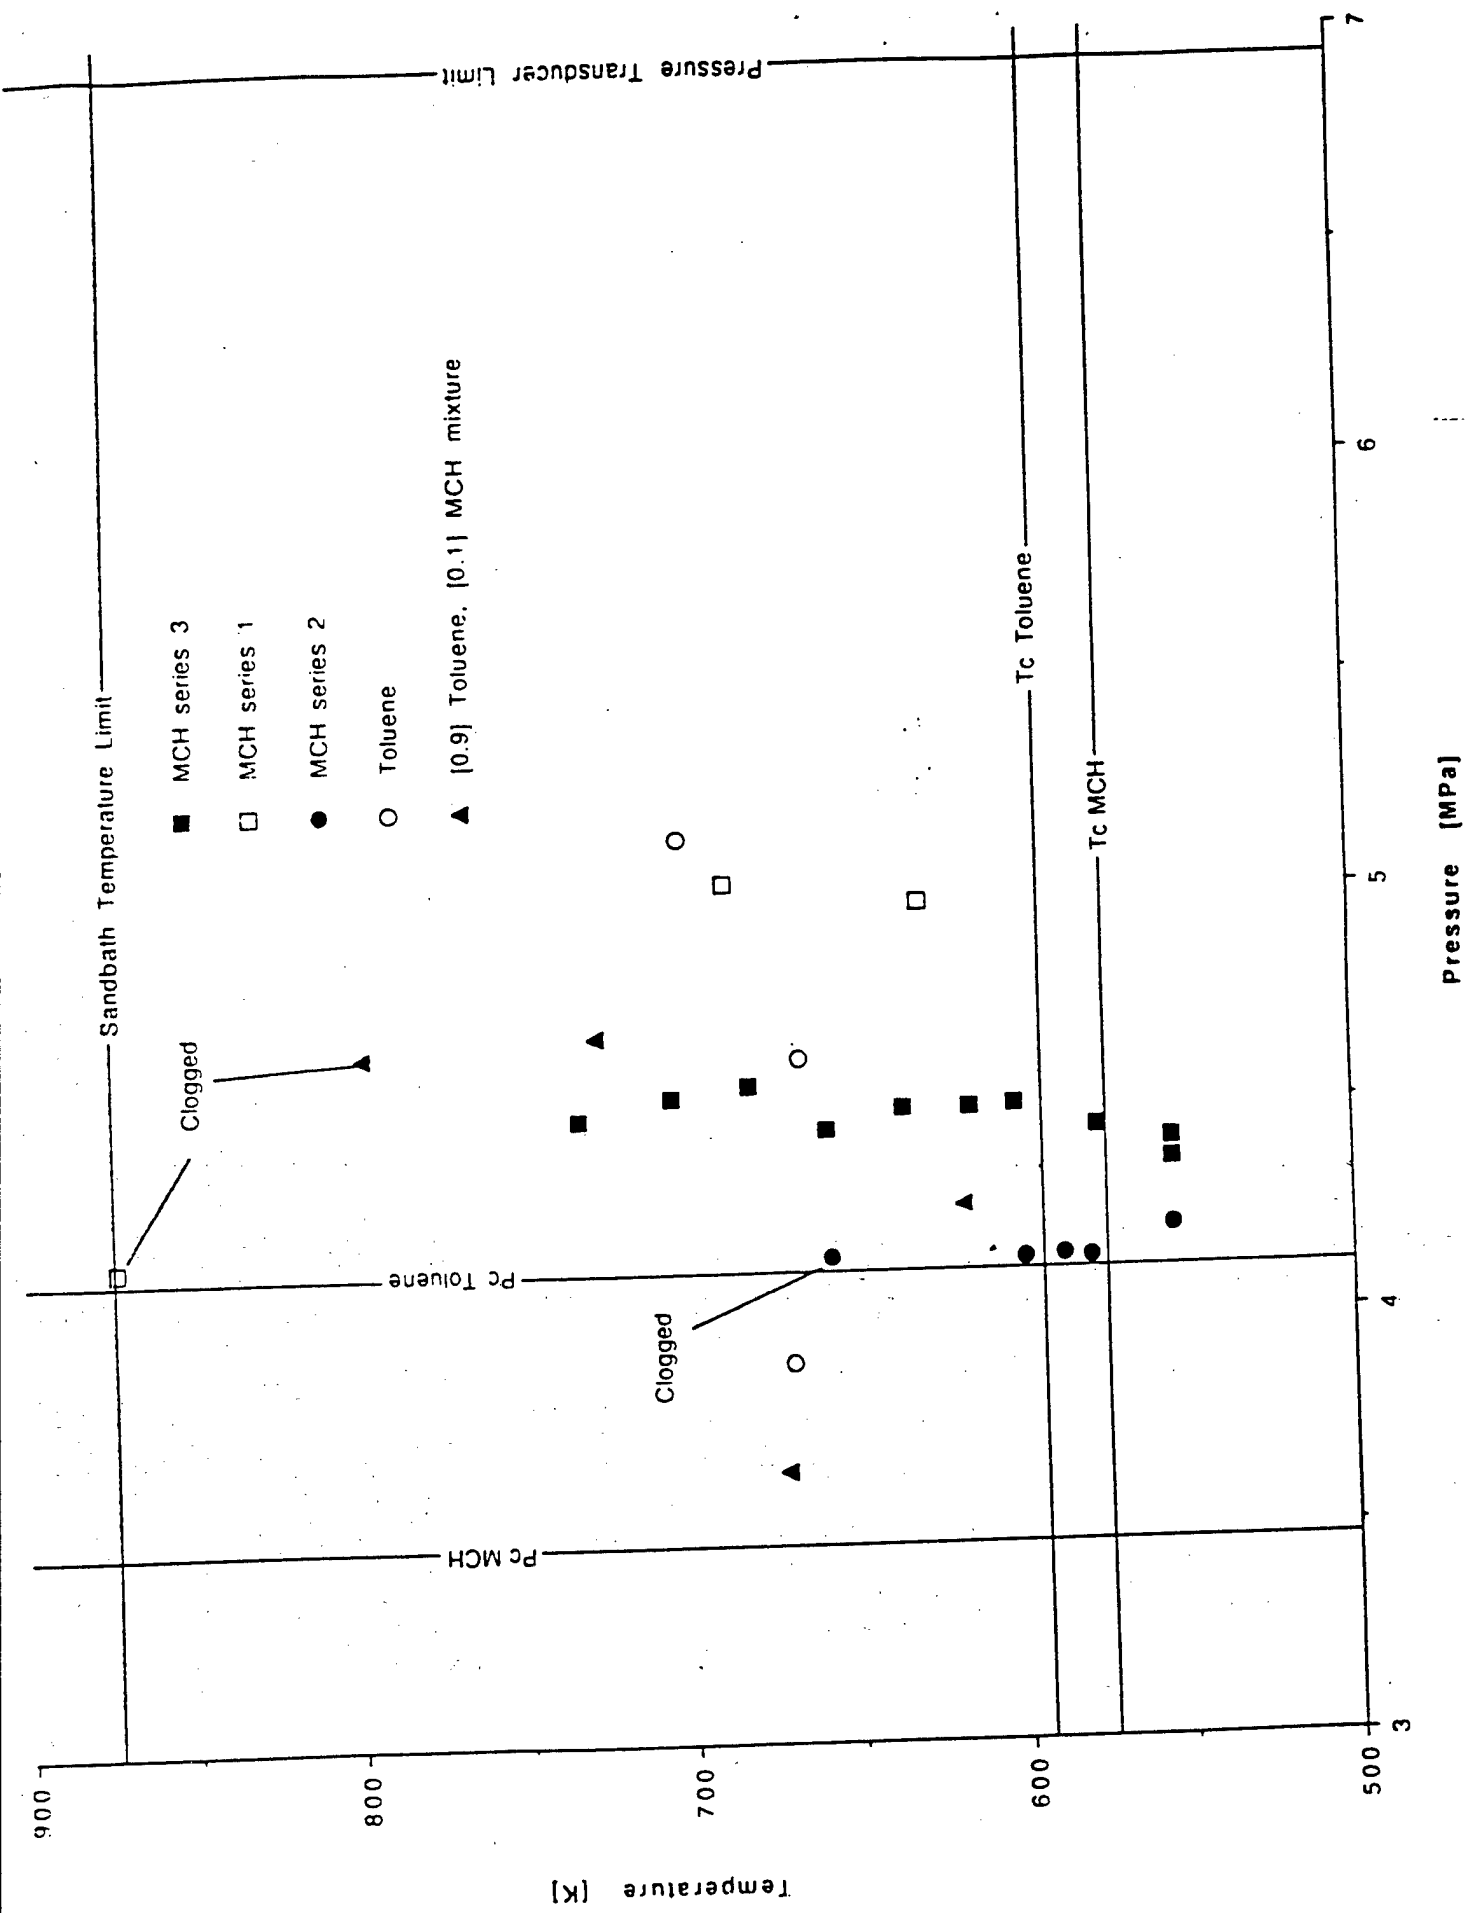 Temperature [K]
900
800
700
600
500
3
4
5
6
7
Pressure [MPa]
Sandbath Temperature Limit
Pressure Transducer Limit
Pc Toluene
Pc MCH
Tc Toluene
Tc MCH
Clogged
Clogged
MCH series 3
MCH series 1
MCH series 2
Toluene
[0.9] Toluene, [0.1] MCH mixture